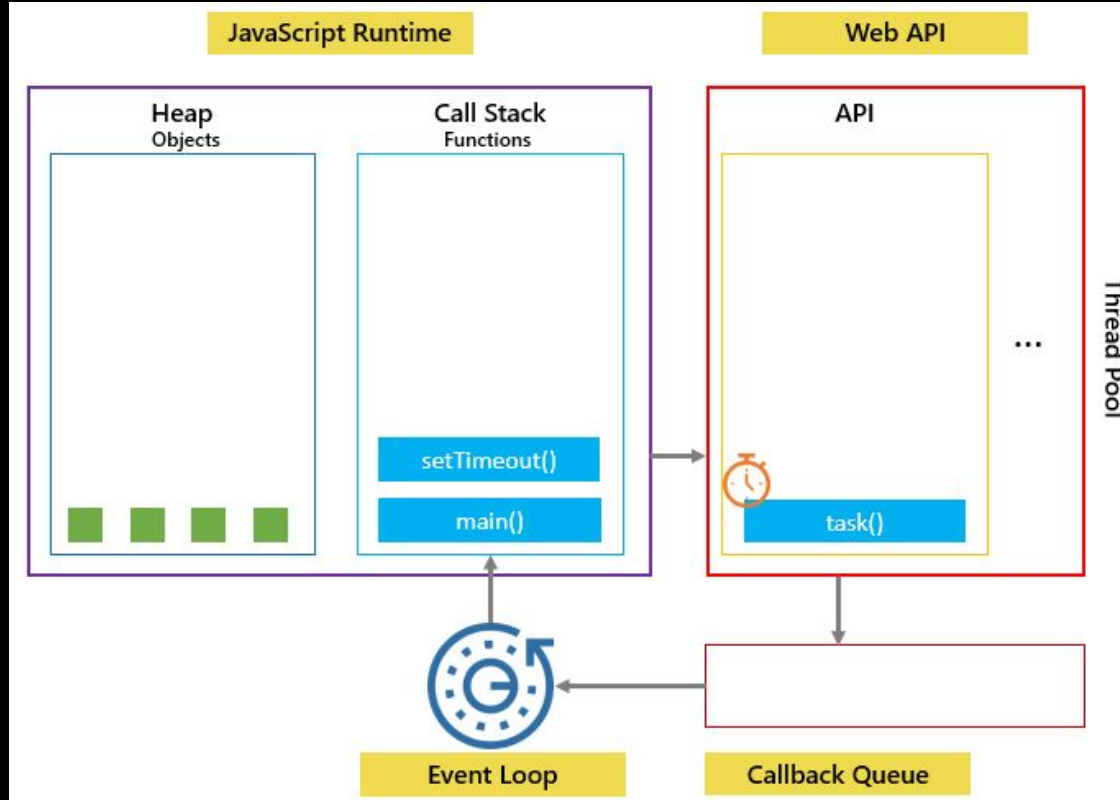 JavaScript Runtime
Web API
Heap
Objects
Call Stack
Functions
API
setTimeout()
main()
...
task()
Thread Pool
Event Loop
Callback Queue